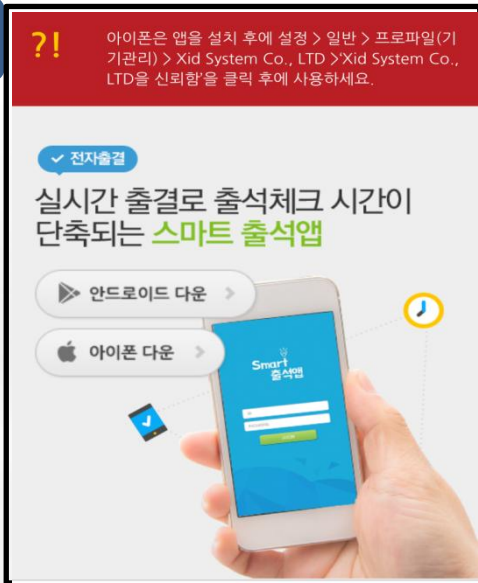 ?!
아이폰은 앱을 설치 후에 설정 > 일반 > 프로파일(기
기관리) > Xid System Co., LTD >'Xid System Co.,
LTD을 신뢰함'을 클릭 후에 사용하세요.
전자출결
실시간 출결로 출석체크 시간이
단축되는 스마트 출석앱
안드로이드 다운
아이폰 다운
Smart
출석앱